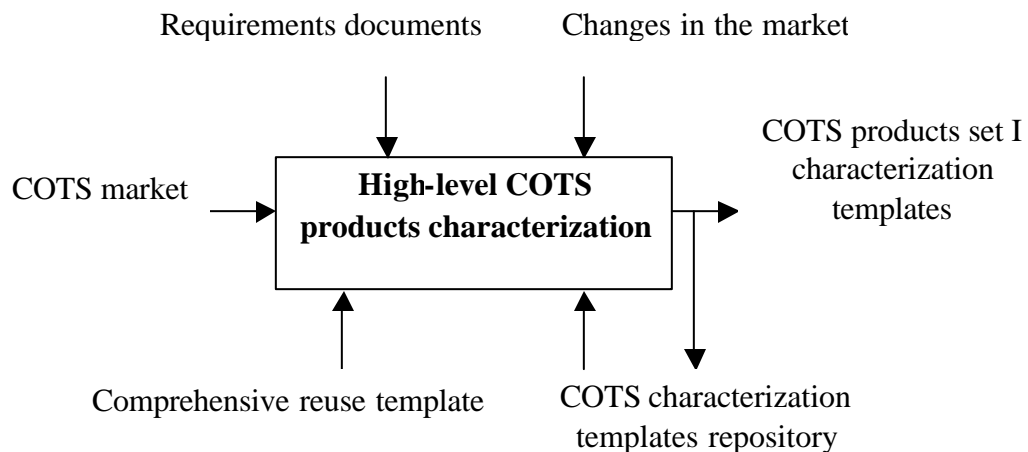 Requirements documents
Changes in the market
COTS products set I
characterization
templates
COTS market
High-level COTS
products characterization
Comprehensive reuse template
COTS characterization
templates repository